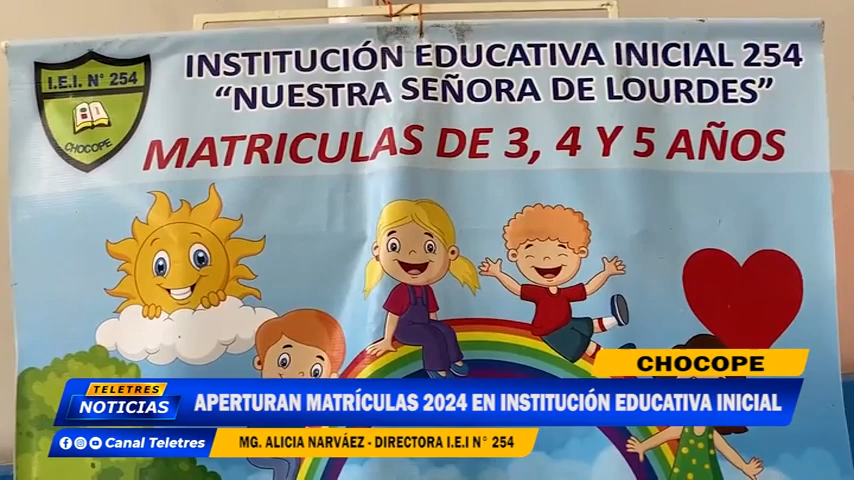 I.E.I. N° 254
CHOCOPE
INSTITUCIÓN EDUCATIVA INICIAL 254
"NUESTRA SEÑORA DE LOURDES"
MATRICULAS DE 3, 4 Y 5 AÑOS
CHOCOPE
TELETRES
NOTICIAS
APERTURAN MATRÍCULAS 2024 EN INSTITUCIÓN EDUCATIVA INICIAL
Canal Teletres
MG. ALICIA NARVÁEZ - DIRECTORA I.E.I N° 254